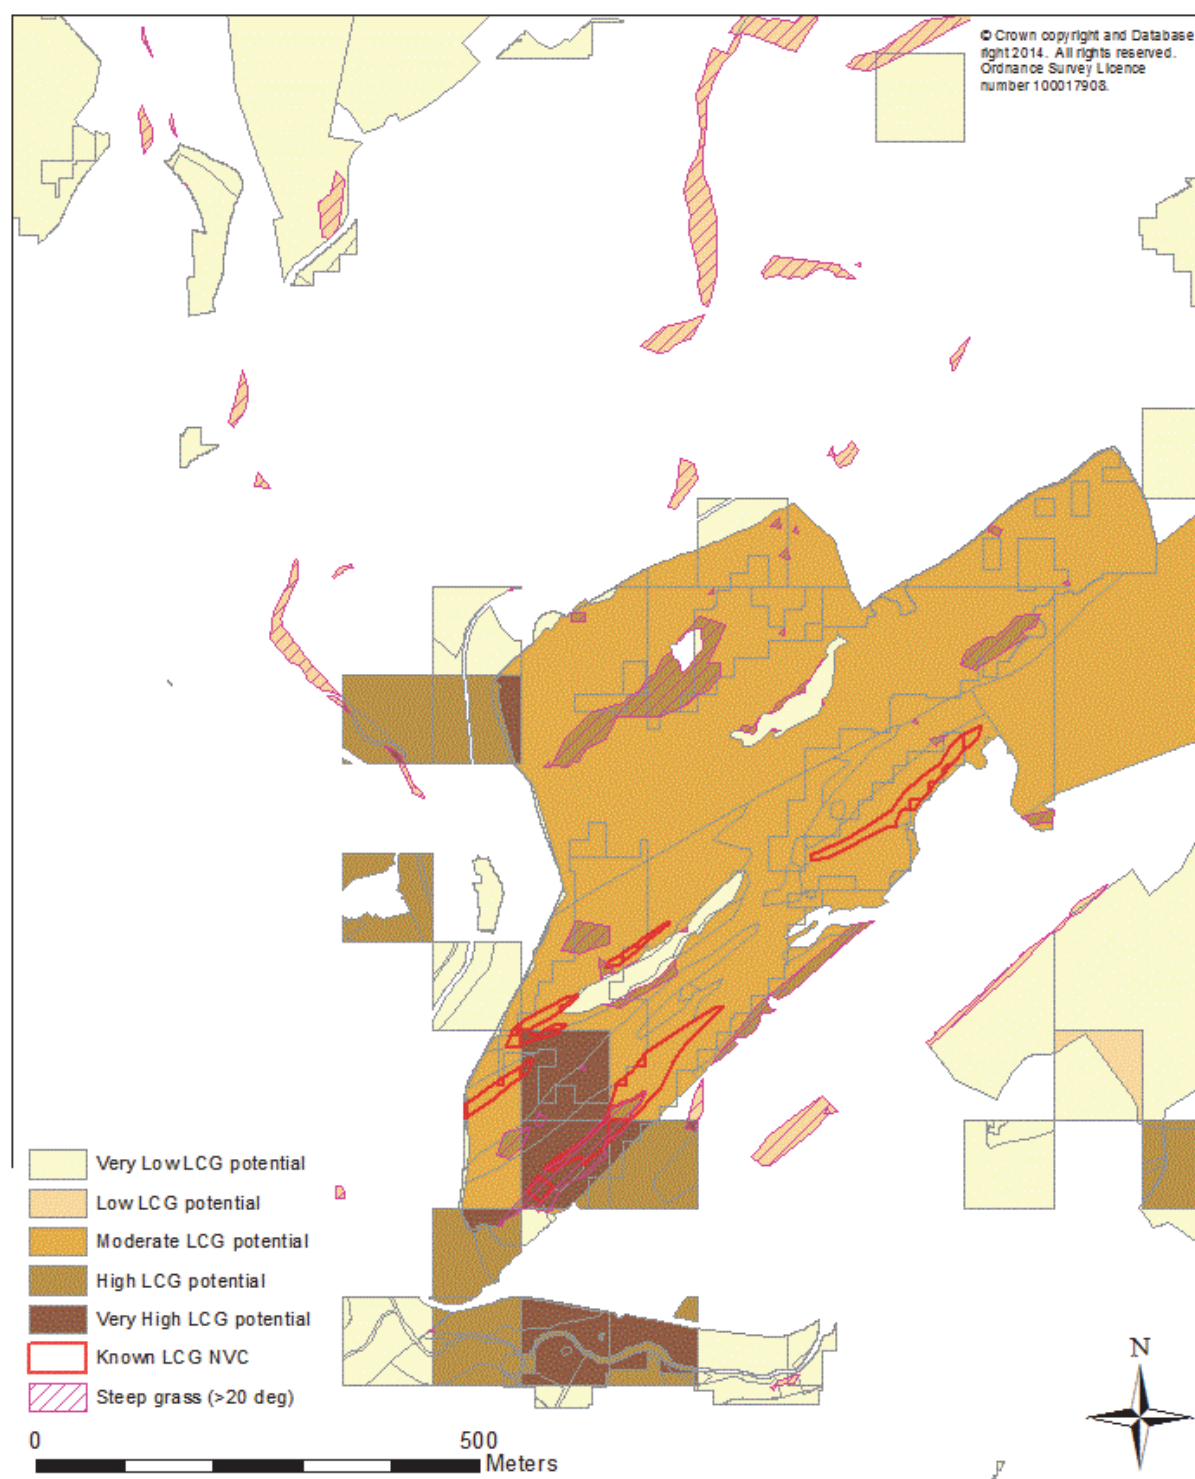 © Crown copyright and Database
right 2014. All rights reserved.
Ordnance Survey Licence
number 100017908.
Very Low LCG potential
Low LCG potential
Moderate LCG potential
High LCG potential
Very High LCG potential
Known LCG NVC
Steep grass (>20 deg)
0 500
Meters
N